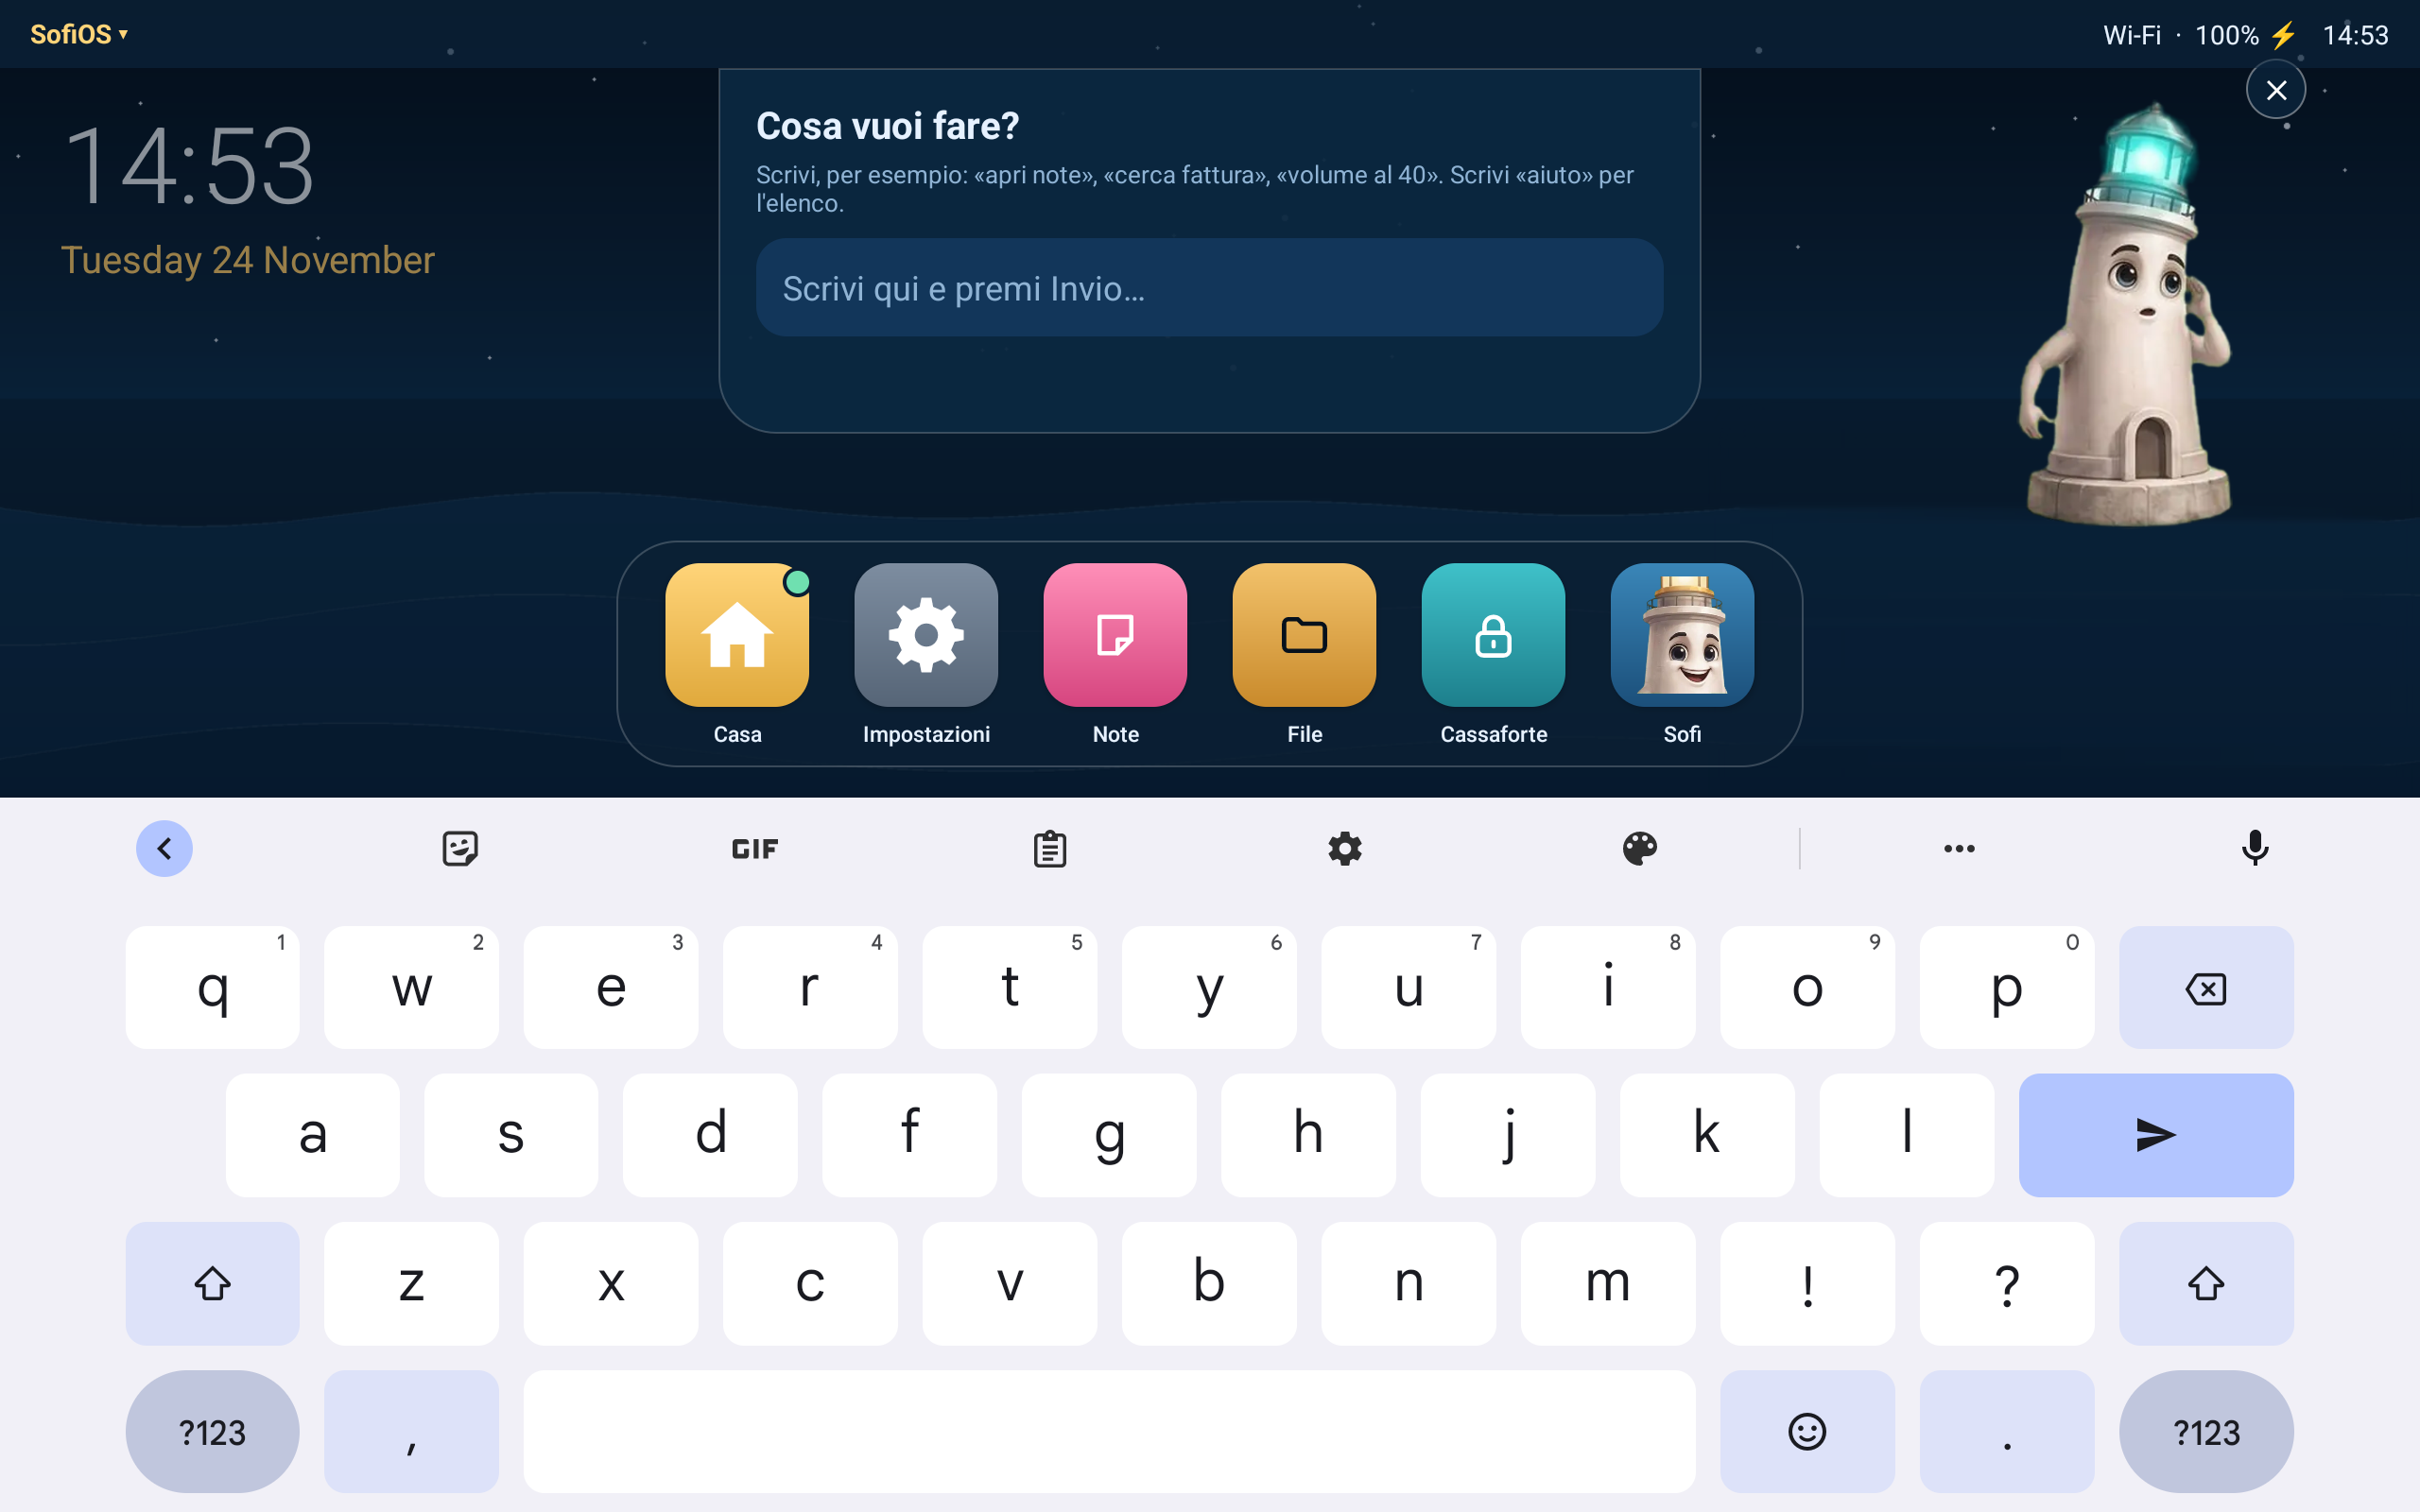 SofiOS ▾
Wi-Fi · 100% ⚡ 14:53
14:53
Tuesday 24 November
Cosa vuoi fare?
Scrivi, per esempio: «apri note», «cerca fattura», «volume al 40». Scrivi «aiuto» per
l'elenco.
Scrivi qui e premi Invio…
Casa
Impostazioni
Note
File
Cassaforte
Sofi
GIF
q 1 w 2 e 3 r 4 t 5 y 6 u 7 i 8 o 9 p 0
a s d f g h j k l
z x c v b n m ! ?
?123 , . ?123